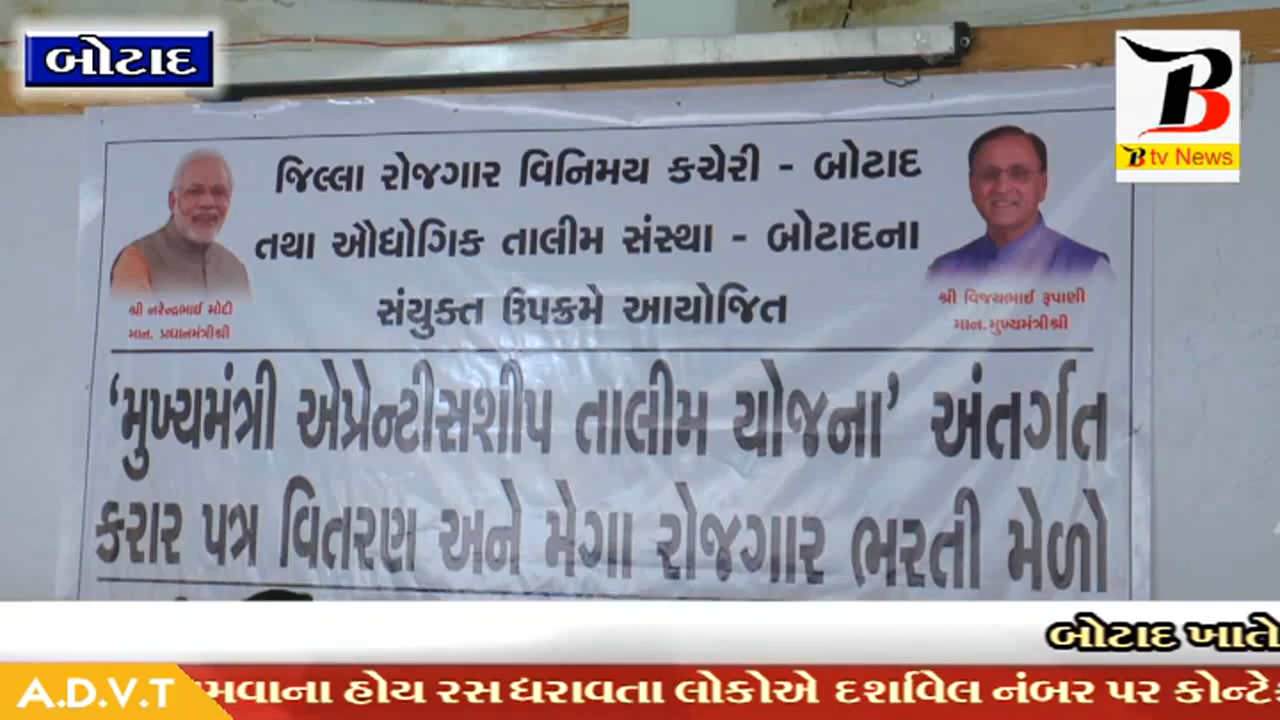 બોટાદ
B
tv News
જિલ્લા રોજગાર વિનિમય કચેરી - બોટાદ
તથા ઔદ્યોગિક તાલીમ સંસ્થા - બોટાદના
સંયુક્ત ઉપક્રમે આયોજિત
શ્રી નરેન્દ્રભાઈ મોદી
માન. પ્રધાનમંત્રીશ્રી
શ્રી વિજયભાઈ રૂપાણી
માન. મુખ્યમંત્રીશ્રી
‘મુખ્યમંત્રી એપ્રેન્ટીસશીપ તાલીમ યોજના’ અંતર્ગત
કરાર પત્ર વિતરણ અને મેગા રોજગાર ભરતી મેળો
બોટાદ ખાતે
A.D.V.T મવાના હોય રસ ધરાવતા લોકોએ દર્શાવેલ નંબર પર